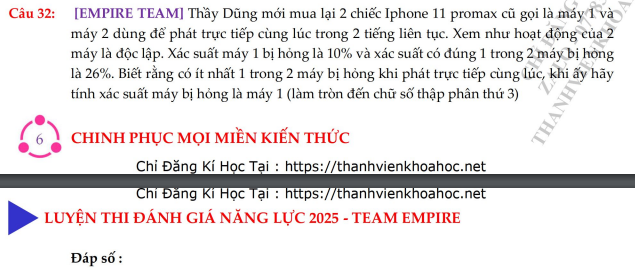 Câu 32: [EMPIRE TEAM] Thầy Dũng mới mua lại 2 chiếc Iphone 11 promax cũ gọi là máy 1 và
máy 2 dùng để phát trực tiếp cùng lúc trong 2 tiếng liên tục. Xem như hoạt động của 2
máy là độc lập. Xác suất máy 1 bị hỏng là 10% và xác suất có đúng 1 trong 2 máy bị hỏng
là 26%. Biết rằng có ít nhất 1 trong 2 máy bị hỏng khi phát trực tiếp cùng lúc, khi ấy hãy
tính xác suất máy bị hỏng là máy 1 (làm tròn đến chữ số thập phân thứ 3)
6 CHINH PHỤC MỌI MIỀN KIẾN THỨC
Chỉ Đăng Kí Học Tại : https://thanhvienkhoahoc.net
Chỉ Đăng Kí Học Tại : https://thanhvienkhoahoc.net
LUYỆN THI ĐÁNH GIÁ NĂNG LỰC 2025 - TEAM EMPIRE
Đáp số :